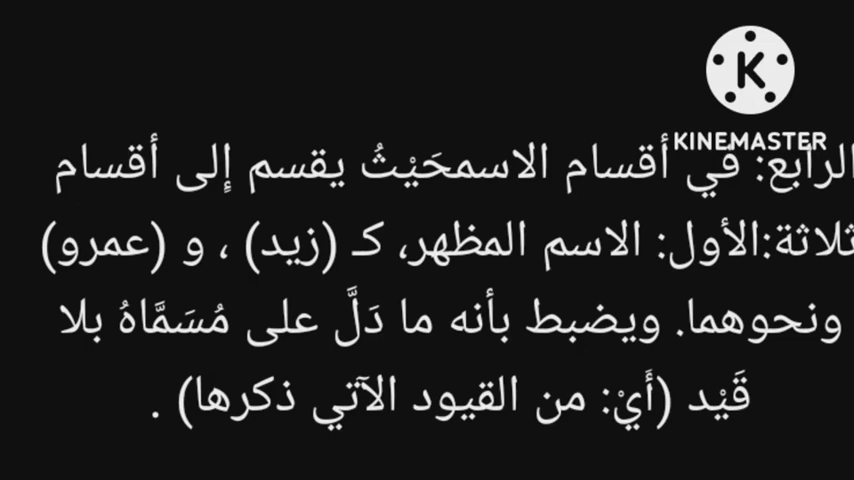 KINEMASTER
الرابع: في أقسام الاسمحَيْثُ يقسم إلى أقسام
ثلاثة:الأول: الاسم المظهر، كـ (زيد) ، و (عمرو)
ونحوهما. ويضبط بأنه ما دَلَّ على مُسَمَّاهُ بلا
قَيْد (أَيْ: من القيود الآتي ذكرها) .